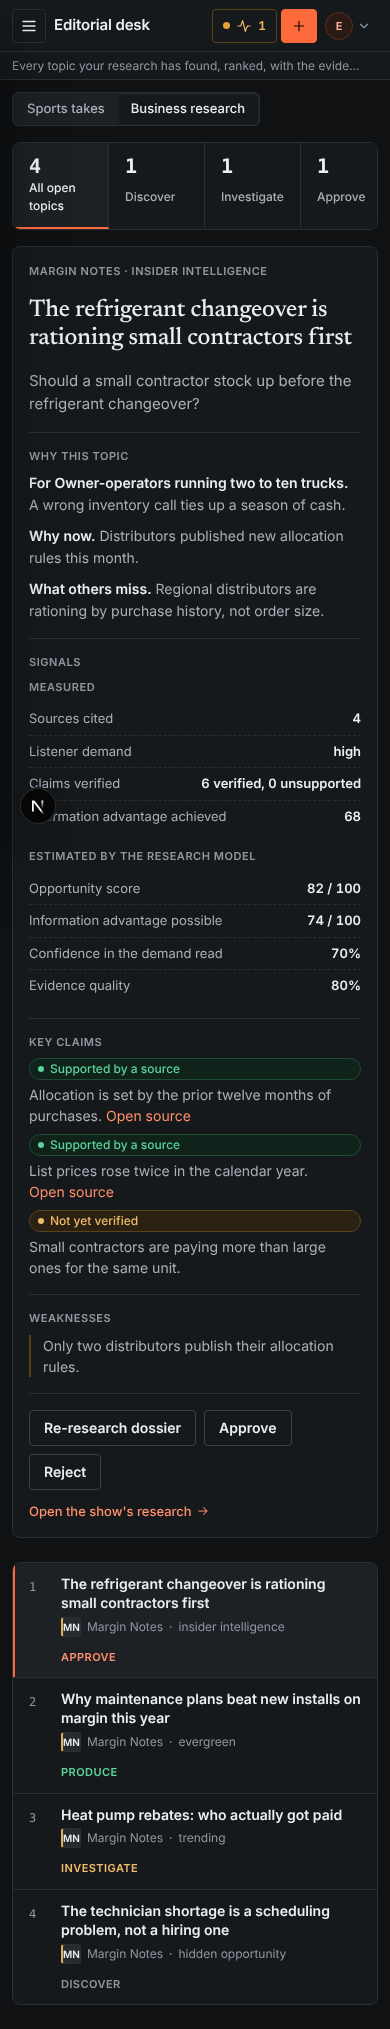 Editorial desk
1
E
Every topic your research has found, ranked, with the evide...
Sports takes
Business research
4
All open
topics
1
Discover
1
Investigate
1
Approve
MARGIN NOTES · INSIDER INTELLIGENCE
The refrigerant changeover is
rationing small contractors first
Should a small contractor stock up before the
refrigerant changeover?
WHY THIS TOPIC
For Owner-operators running two to ten trucks.
A wrong inventory call ties up a season of cash.
Why now. Distributors published new allocation
rules this month.
What others miss. Regional distributors are
rationing by purchase history, not order size.
SIGNALS
MEASURED
Sources cited 4
Listener demand high
Claims verified 6 verified, 0 unsupported
N
rmation advantage achieved 68
ESTIMATED BY THE RESEARCH MODEL
Opportunity score 82 / 100
Information advantage possible 74 / 100
Confidence in the demand read 70%
Evidence quality 80%
KEY CLAIMS
Supported by a source
Allocation is set by the prior twelve months of
purchases. Open source
Supported by a source
List prices rose twice in the calendar year.
Open source
Not yet verified
Small contractors are paying more than large
ones for the same unit.
WEAKNESSES
Only two distributors publish their allocation
rules.
Re-research dossier
Approve
Reject
Open the show's research →
1
The refrigerant changeover is rationing
small contractors first
MN Margin Notes · insider intelligence
APPROVE
2
Why maintenance plans beat new installs on
margin this year
MN Margin Notes · evergreen
PRODUCE
3
Heat pump rebates: who actually got paid
MN Margin Notes · trending
INVESTIGATE
4
The technician shortage is a scheduling
problem, not a hiring one
MN Margin Notes · hidden opportunity
DISCOVER